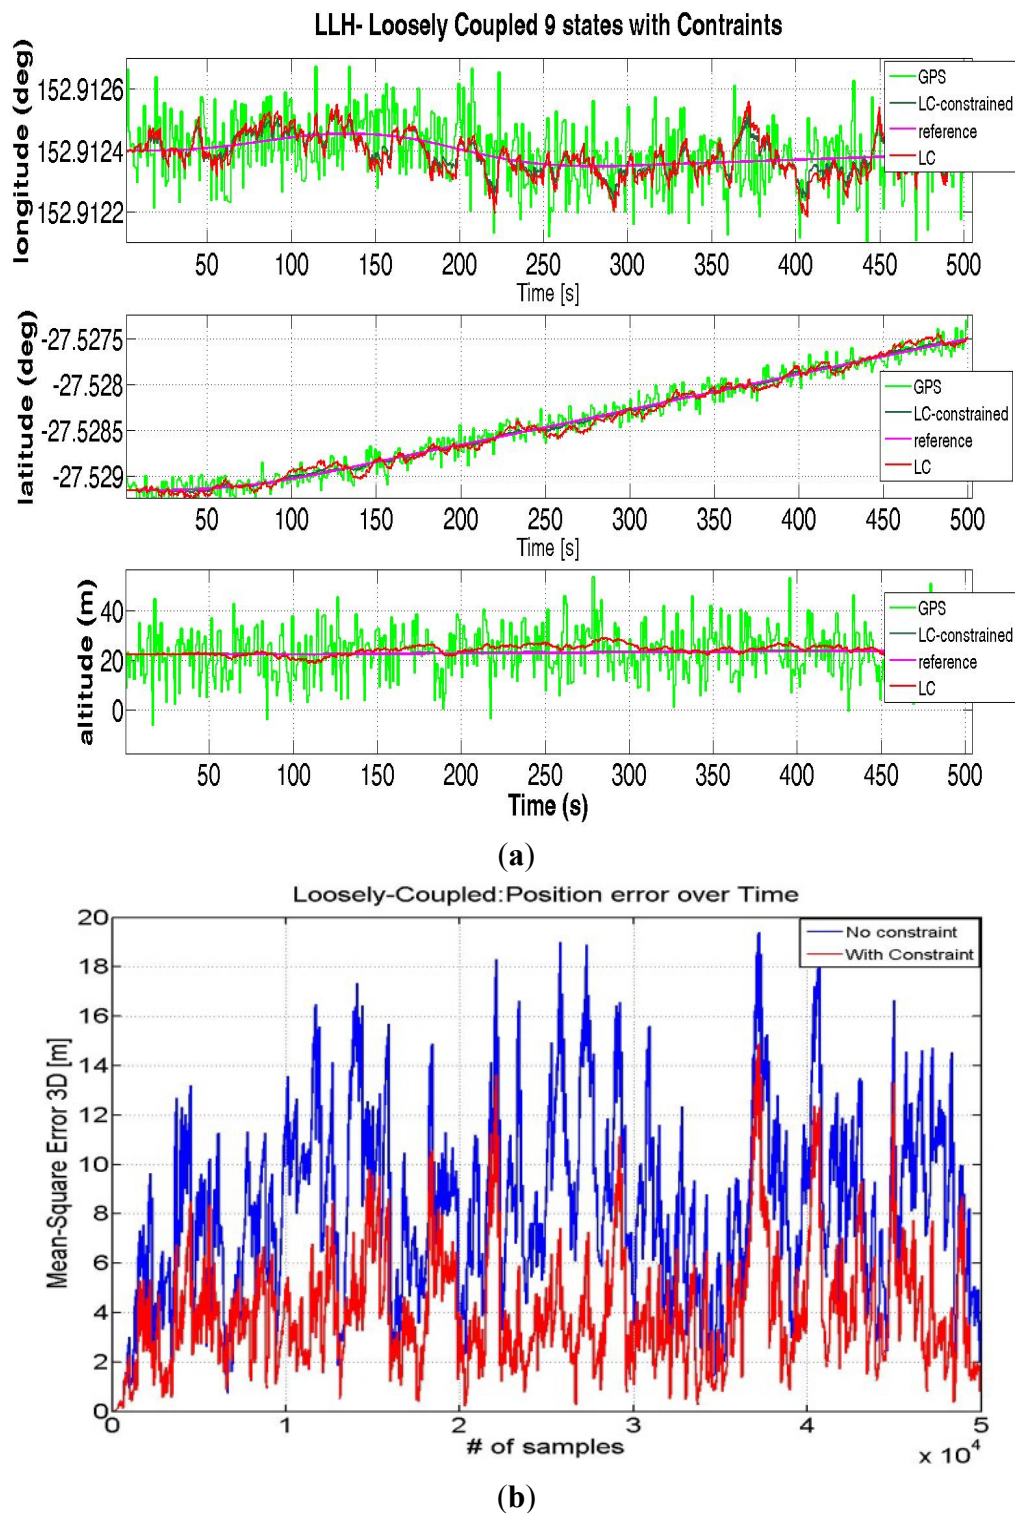 LLH- Loosely Coupled 9 states with Contraints
longitude (deg)
152.9126
152.9124
152.9122
GPS
LC-constrained
reference
LC
50 100 150 200 250 300 350 400 450 500
Time [s]
latitude (deg)
-27.5275
-27.528
-27.5285
-27.529
GPS
LC-constrained
reference
LC
50 100 150 200 250 300 350 400 450 500
Time [s]
altitude (m)
40
20
0
GPS
LC-constrained
reference
LC
50 100 150 200 250 300 350 400 450 500
Time (s)
(a)
Loosely-Coupled:Position error over Time
Mean-Square Error 3D [m]
20
18
16
14
12
10
8
6
4
2
0
No constraint
With Constraint
0 1 2 3 4 5
# of samples
x 10^4
(b)